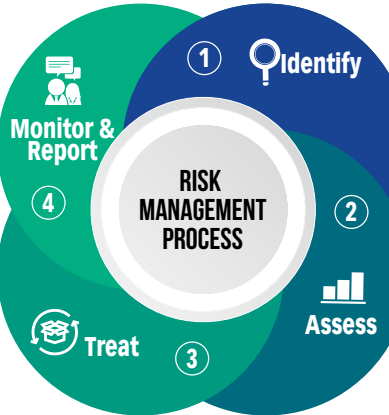 RISK
MANAGEMENT
PROCESS
1
Identify
2
Assess
3
Treat
4
Monitor &
Report